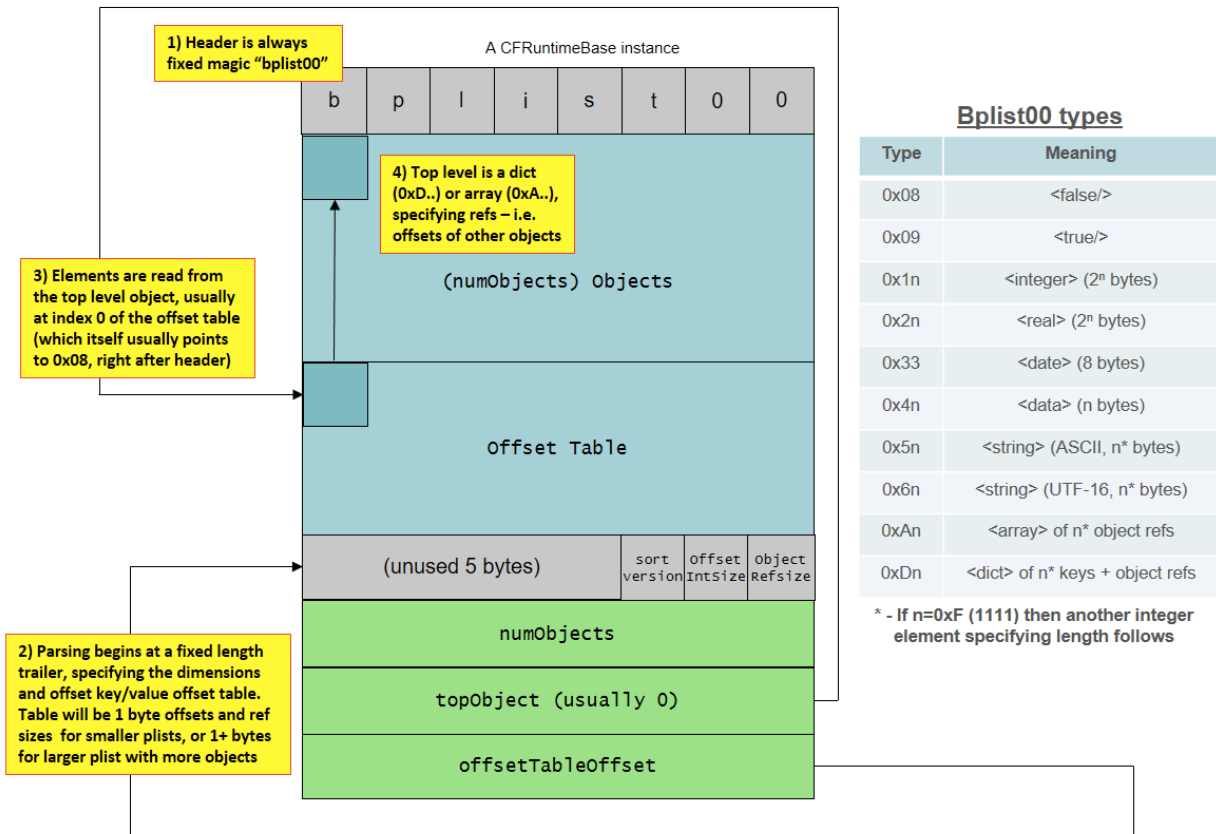 1) Header is always
fixed magic “bplist00”
A CFRuntimeBase instance
b p l i s t 0 0
4) Top level is a dict
(0xD..) or array (0xA..),
specifying refs – i.e.
offsets of other objects
3) Elements are read from
the top level object, usually
at index 0 of the offset table
(which itself usually points
to 0x08, right after header)
(numObjects) Objects
Offset Table
(unused 5 bytes)
sort
version
Offset
IntSize
Object
Refsize
numObjects
2) Parsing begins at a fixed length
trailer, specifying the dimensions
and offset key/value offset table.
Table will be 1 byte offsets and ref
sizes for smaller plists, or 1+ bytes
for larger plist with more objects
topObject (usually 0)
offsetTableOffset
Bplist00 types
Type Meaning
0x08 <false/>
0x09 <true/>
0x1n <integer> (2ⁿ bytes)
0x2n <real> (2ⁿ bytes)
0x33 <date> (8 bytes)
0x4n <data> (n bytes)
0x5n <string> (ASCII, n* bytes)
0x6n <string> (UTF-16, n* bytes)
0xAn <array> of n* object refs
0xDn <dict> of n* keys + object refs
* - If n=0xF (1111) then another integer
element specifying length follows